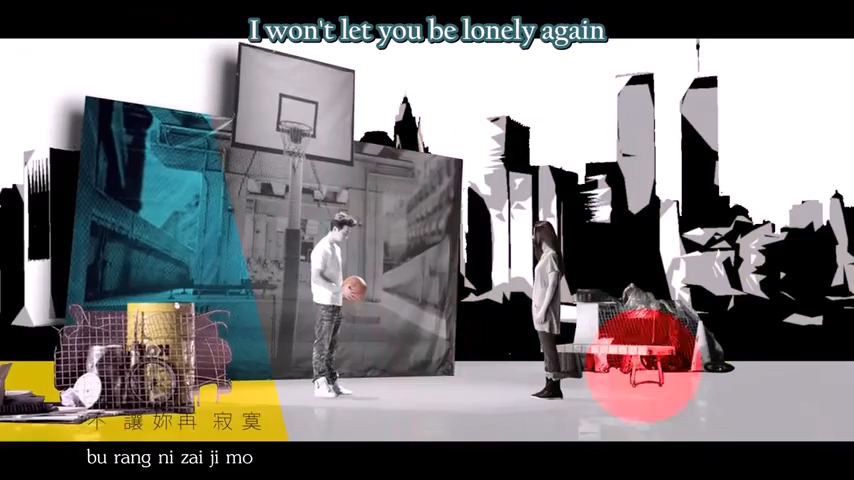 I won't let you be lonely again
不 讓 妳 再 寂 寞
bu rang ni zai ji mo